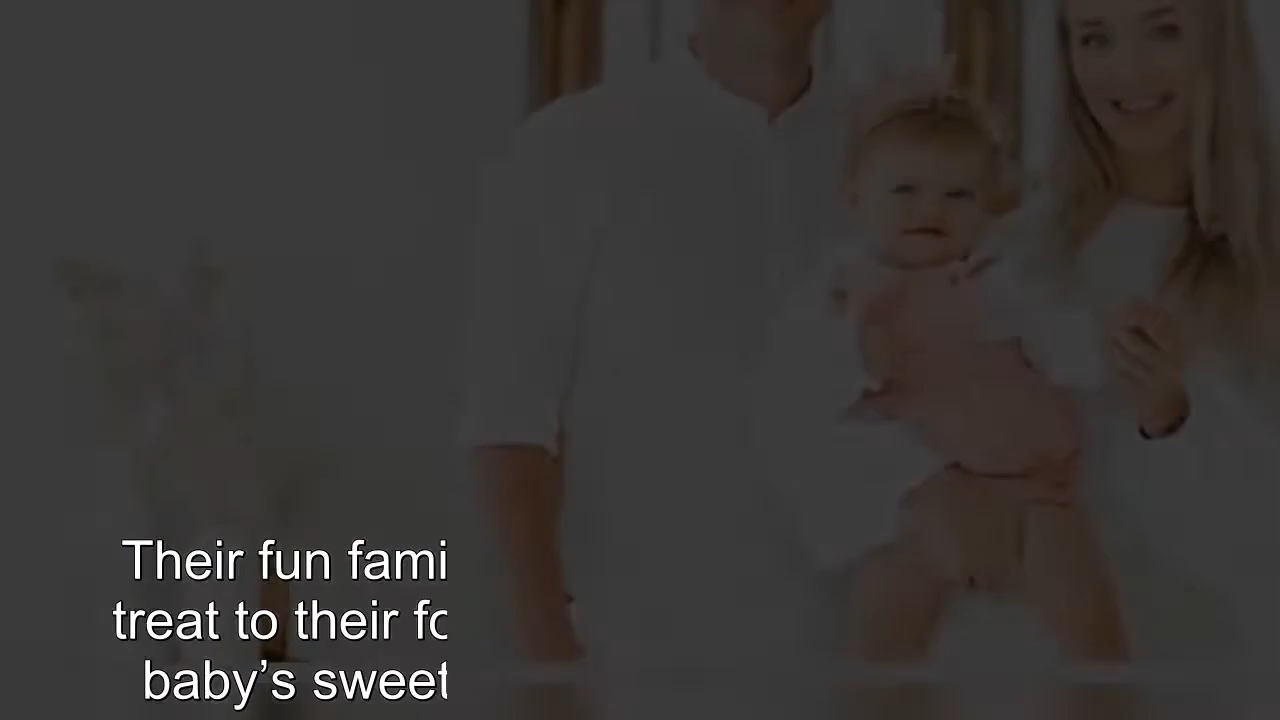 Their fun fami
treat to their fo
baby’s sweet